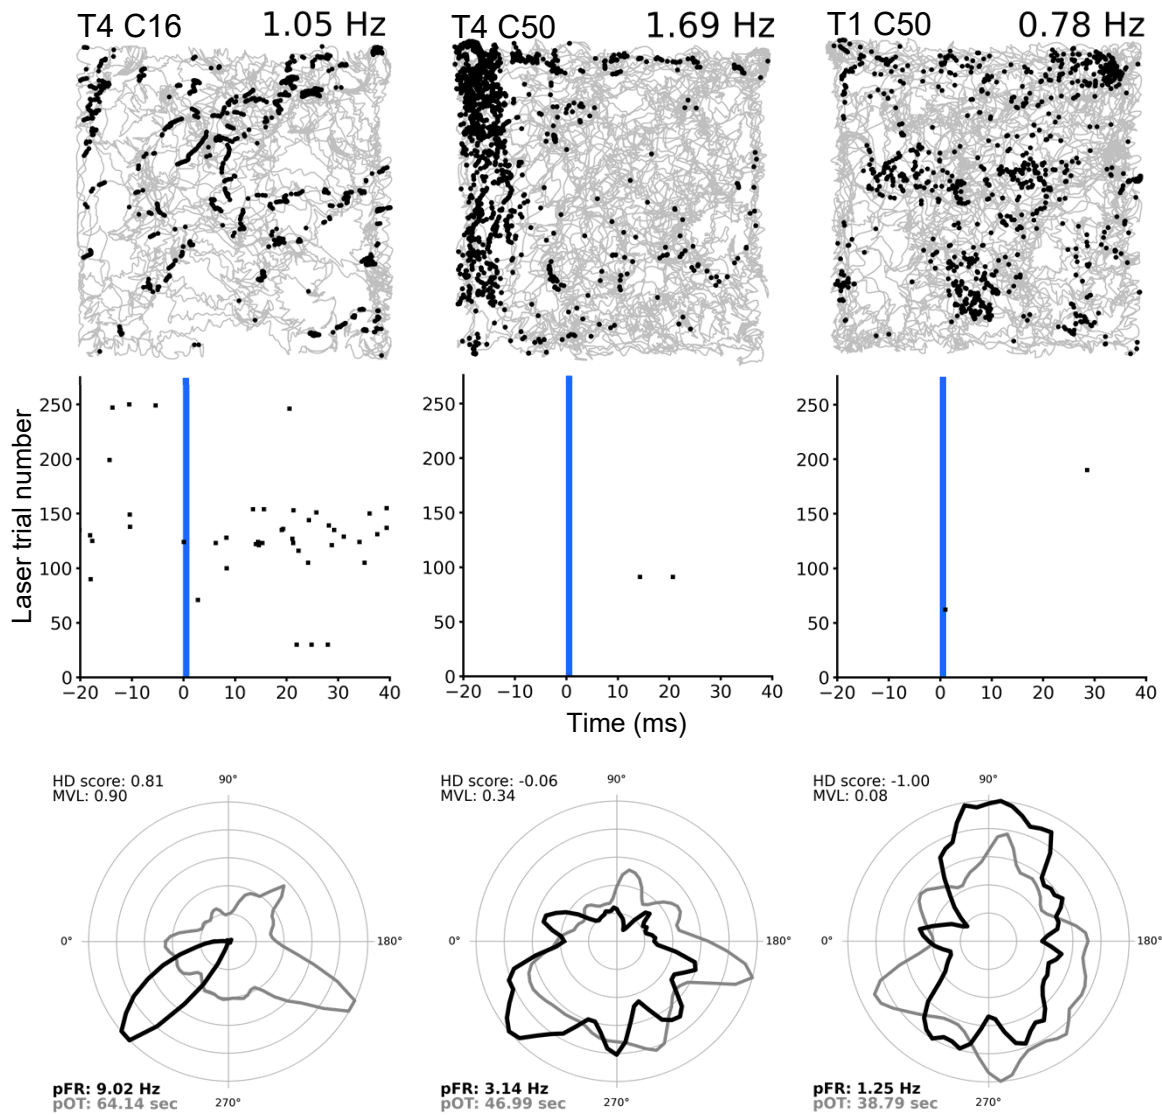 T4 C16 1.05 Hz
T4 C50 1.69 Hz
T1 C50 0.78 Hz
Laser trial number
250
200
150
100
50
0
−20 −10 0 10 20 30 40
250
200
150
100
50
0
−20 −10 0 10 20 30 40
250
200
150
100
50
0
−20 −10 0 10 20 30 40
Time (ms)
HD score: 0.81
MVL: 0.90
90°
0°
180°
270°
pFR: 9.02 Hz
pOT: 64.14 sec
HD score: -0.06
MVL: 0.34
90°
0°
180°
270°
pFR: 3.14 Hz
pOT: 46.99 sec
HD score: -1.00
MVL: 0.08
90°
0°
180°
270°
pFR: 1.25 Hz
pOT: 38.79 sec